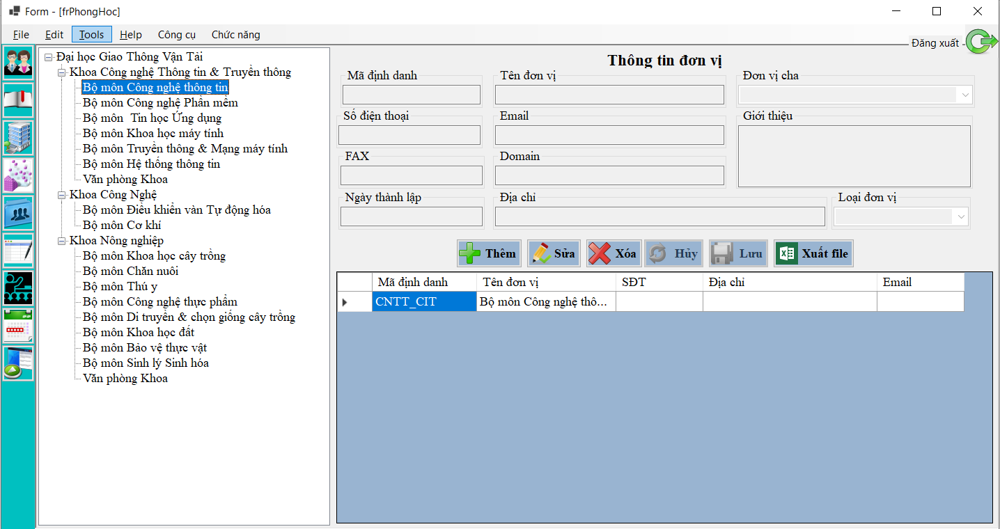 Form - [frPhongHoc]
File Edit Tools Help Công cụ Chức năng
Đăng xuất
Đại học Giao Thông Vận Tải
Khoa Công nghệ Thông tin & Truyền thông
Bộ môn Công nghệ thông tin
Bộ môn Công nghệ Phần mềm
Bộ môn  Tin học Ứng dụng
Bộ môn Khoa học máy tính
Bộ môn Truyền thông & Mạng máy tính
Bộ môn Hệ thống thông tin
Văn phòng Khoa
Khoa Công Nghệ
Bộ môn Điều khiển vàn Tự động hóa
Bộ môn Cơ khí
Khoa Nông nghiệp
Bộ môn Khoa học cây trồng
Bộ môn Chăn nuôi
Bộ môn Thú y
Bộ môn Công nghệ thực phẩm
Bộ môn Di truyền & chọn giống cây trồng
Bộ môn Khoa học đất
Bộ môn Bảo vệ thực vật
Bộ môn Sinh lý Sinh hóa
Văn phòng Khoa
Thông tin đơn vị
Mã định danh Tên đơn vị Đơn vị cha
Số điện thoại Email Giới thiệu
FAX Domain
Ngày thành lập Địa chỉ Loại đơn vị
Thêm Sửa Xóa Hủy Lưu Xuất file
Mã định danh Tên đơn vị SĐT Địa chỉ Email
CNTT_CIT Bộ môn Công nghệ thô...